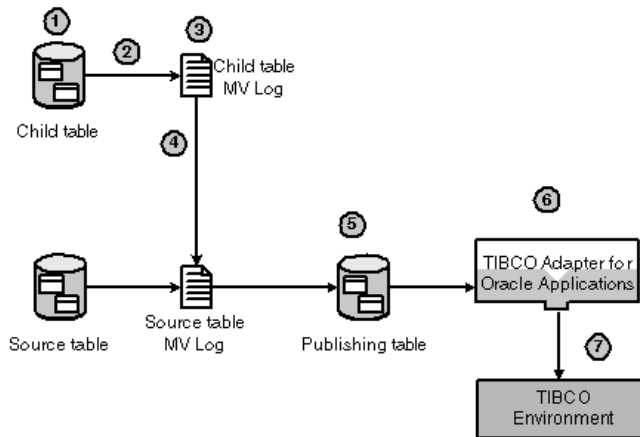 1
2
3
Child table
MV Log
Child table
4
5
6
TIBCO Adapter for
Oracle Applications
Source table
Source table
MV Log
Publishing table
7
TIBCO
Environment